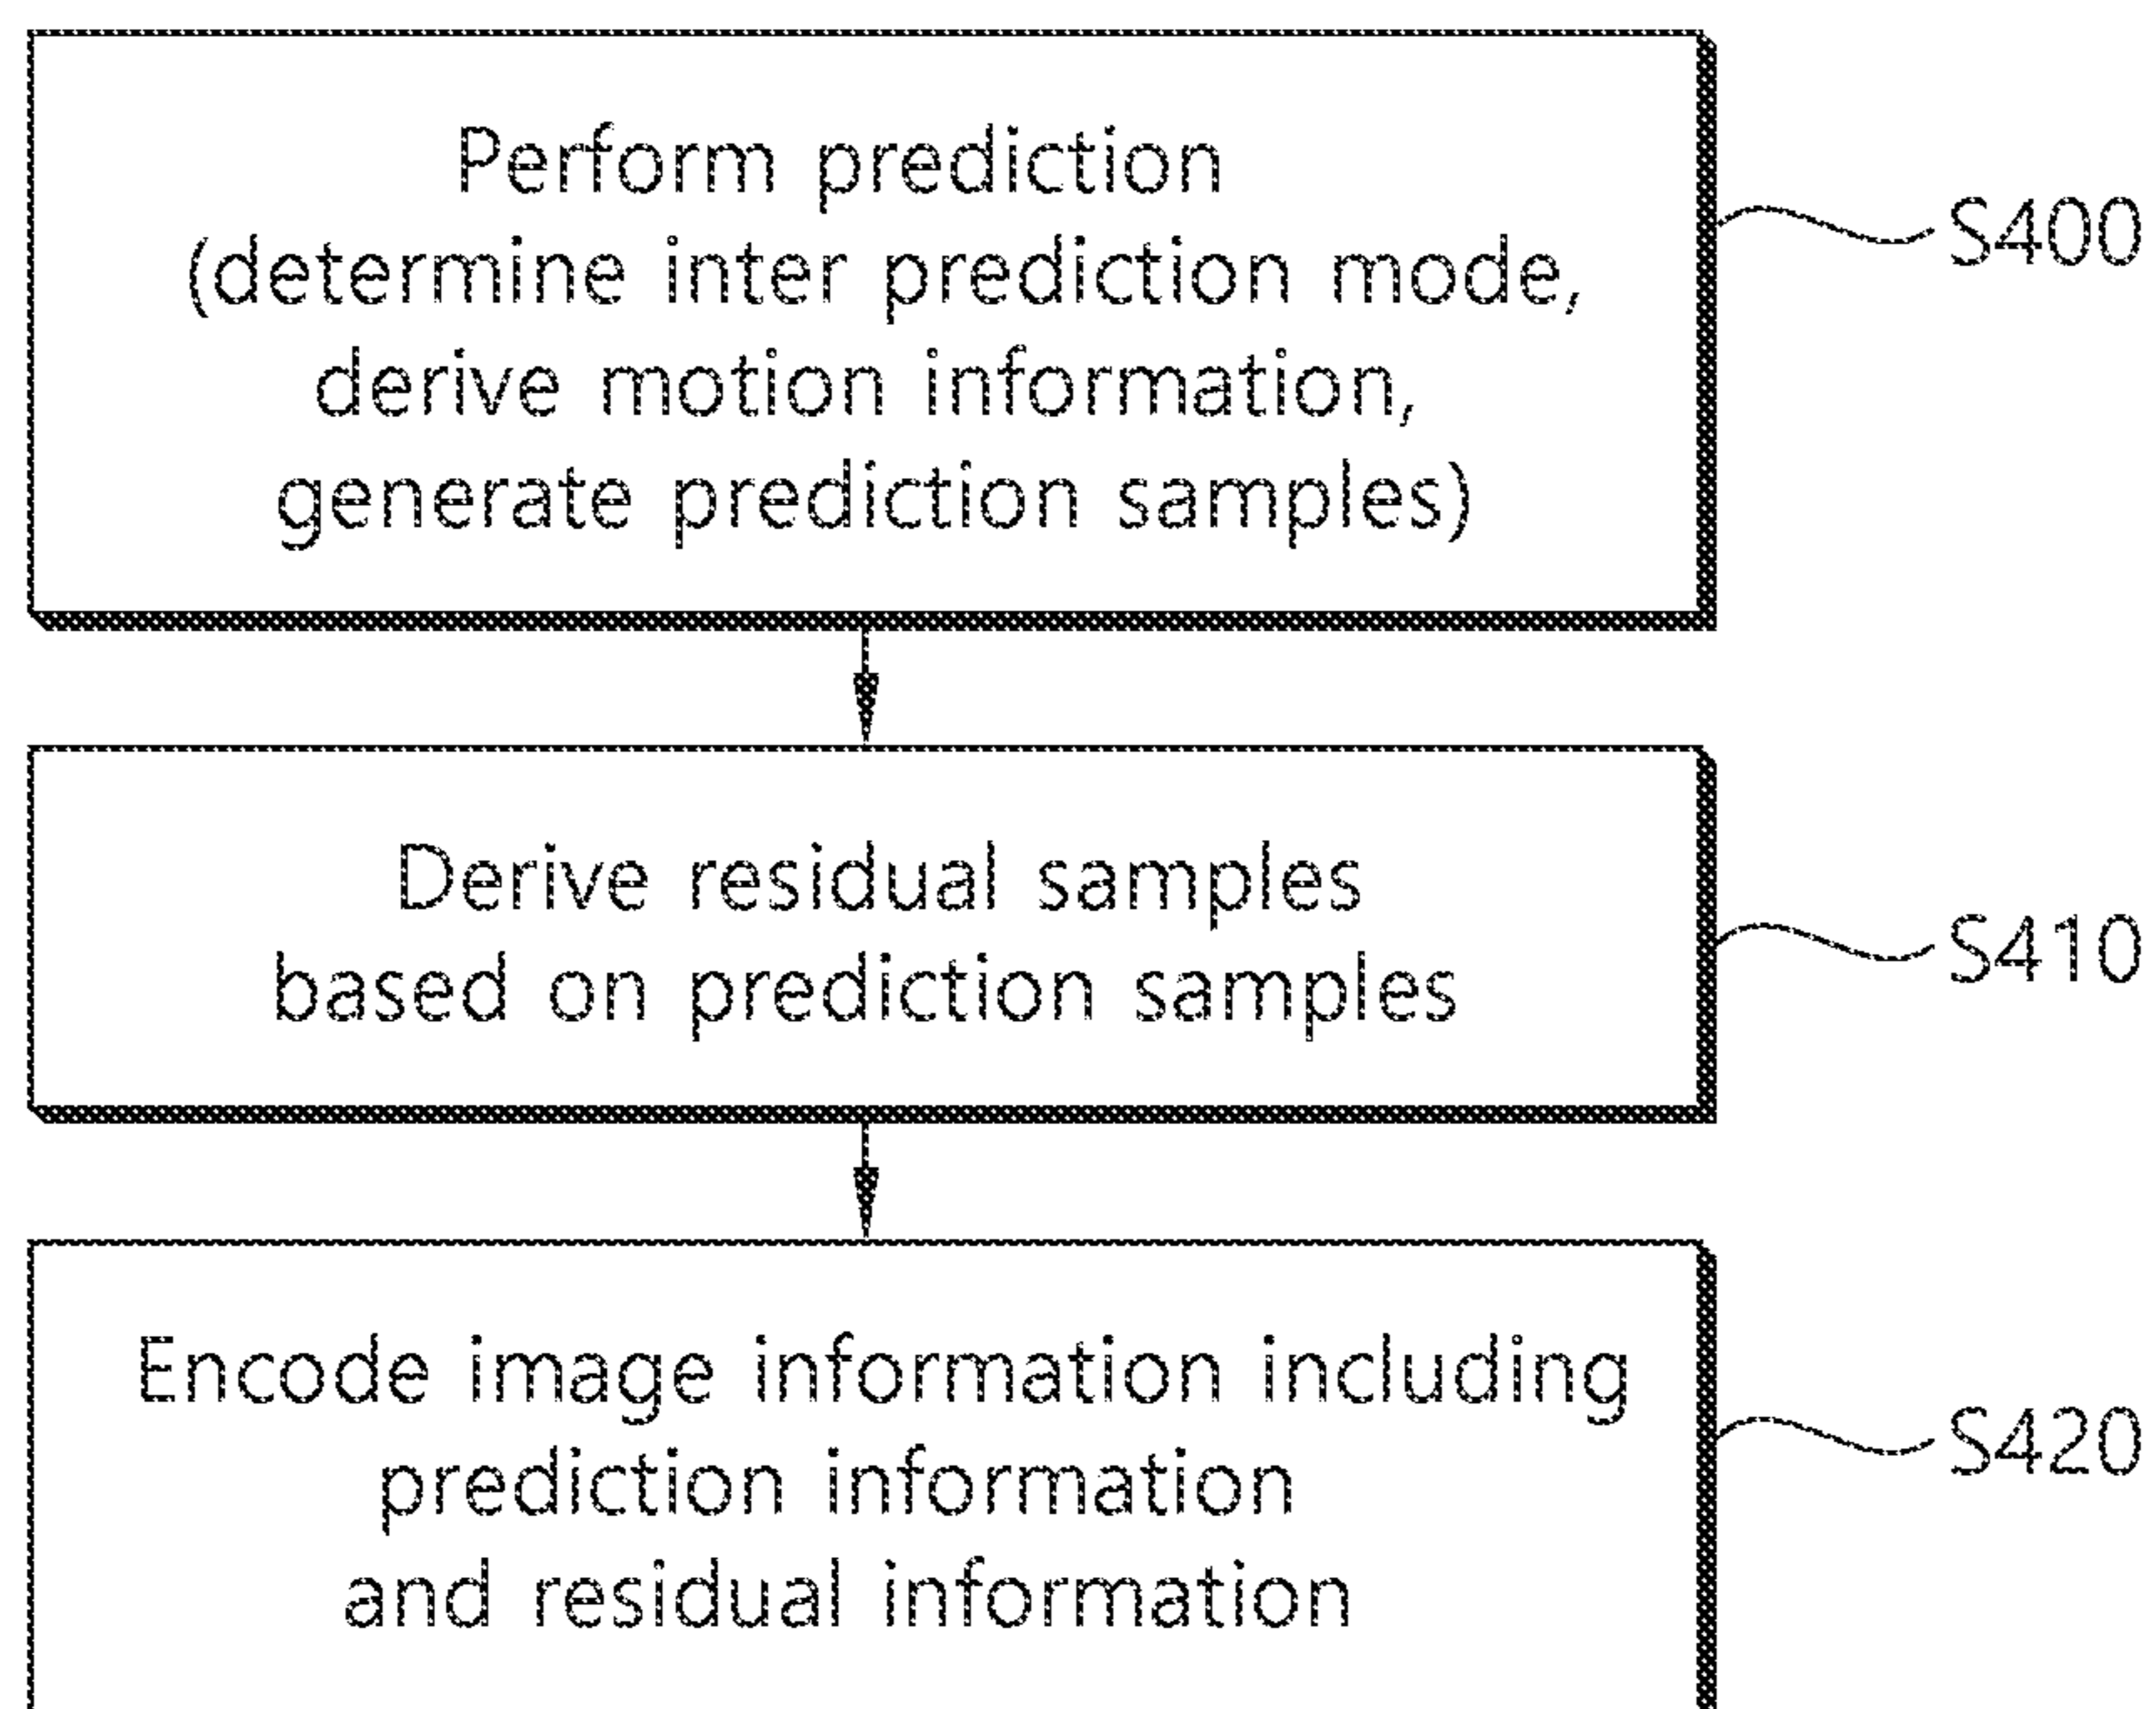 Perform prediction
(determine inter prediction mode,
derive motion information,
generate prediction samples)
S400
Derive residual samples
based on prediction samples
S410
Encode image information including
prediction information
and residual information
S420